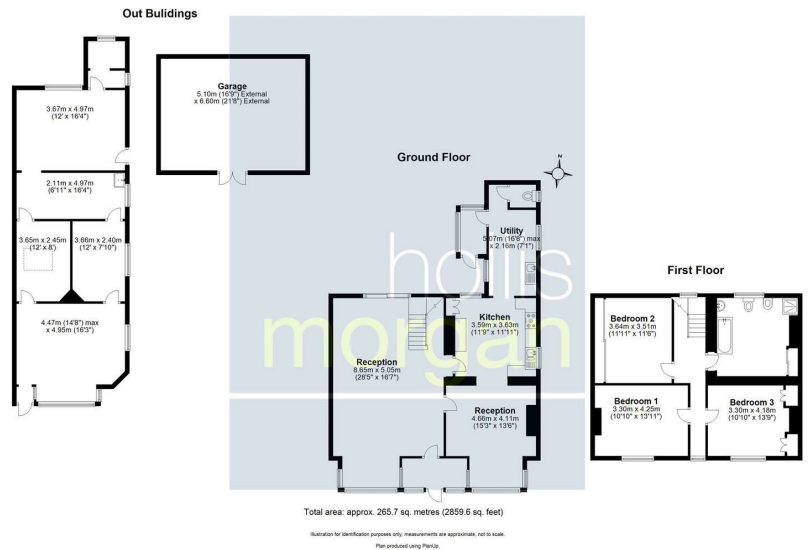 Out Bulidings
Garage
5.10m (16'9") External
x 6.60m (21'8") External
3.67m x 4.97m
(12' x 16'4")
2.11m x 4.97m
(6'11" x 16'4")
3.65m x 2.45m
(12' x 8')
3.66m x 2.40m
(12' x 7'10")
4.47m (14'8") max
x 4.95m (16'3")
Ground Floor
N
Utility
5.07m (16'8") max
x 2.16m (7'1")
hollis
morgan
Kitchen
3.59m x 3.63m
(11'9" x 11'11")
Reception
8.65m x 5.05m
(28'5" x 16'7")
Reception
4.66m x 4.11m
(15'3" x 13'6")
First Floor
Bedroom 2
3.64m x 3.51m
(11'11" x 11'6")
Bedroom 1
3.30m x 4.25m
(10'10" x 13'11")
Bedroom 3
3.30m x 4.18m
(10'10" x 13'9")
Total area: approx. 265.7 sq. metres (2859.6 sq. feet)
Illustration for identification purposes only, measurements are approximate, not to scale.
Plan produced using PlanUp.